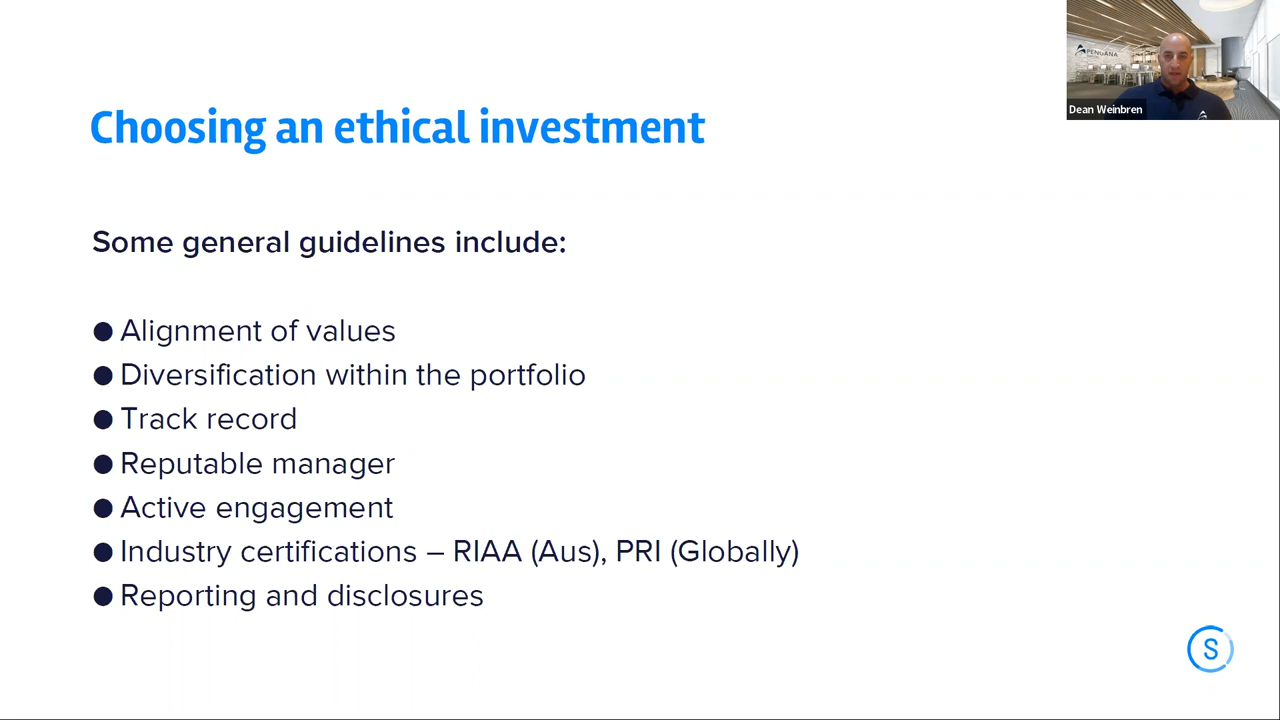 PENGANA
Dean Weinbren
Choosing an ethical investment
Some general guidelines include:
● Alignment of values
● Diversification within the portfolio
● Track record
● Reputable manager
● Active engagement
● Industry certifications – RIAA (Aus), PRI (Globally)
● Reporting and disclosures
S